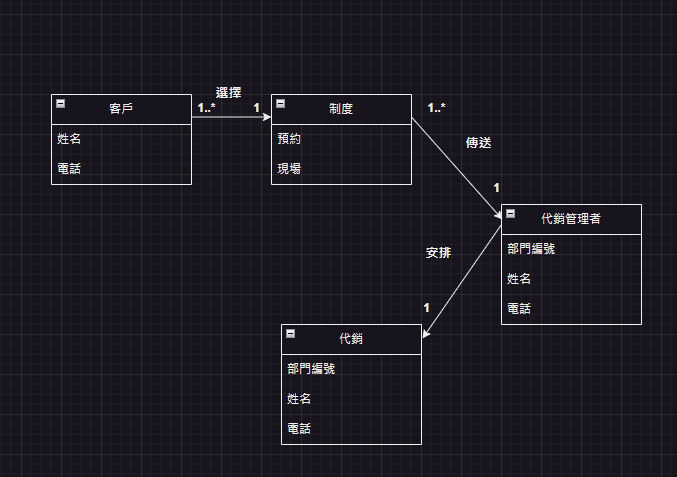 選擇
客戶
1..*
1
制度
1..*
姓名
電話
預約
現場
傳送
1
代銷管理者
部門編號
姓名
電話
安排
1
代銷
部門編號
姓名
電話